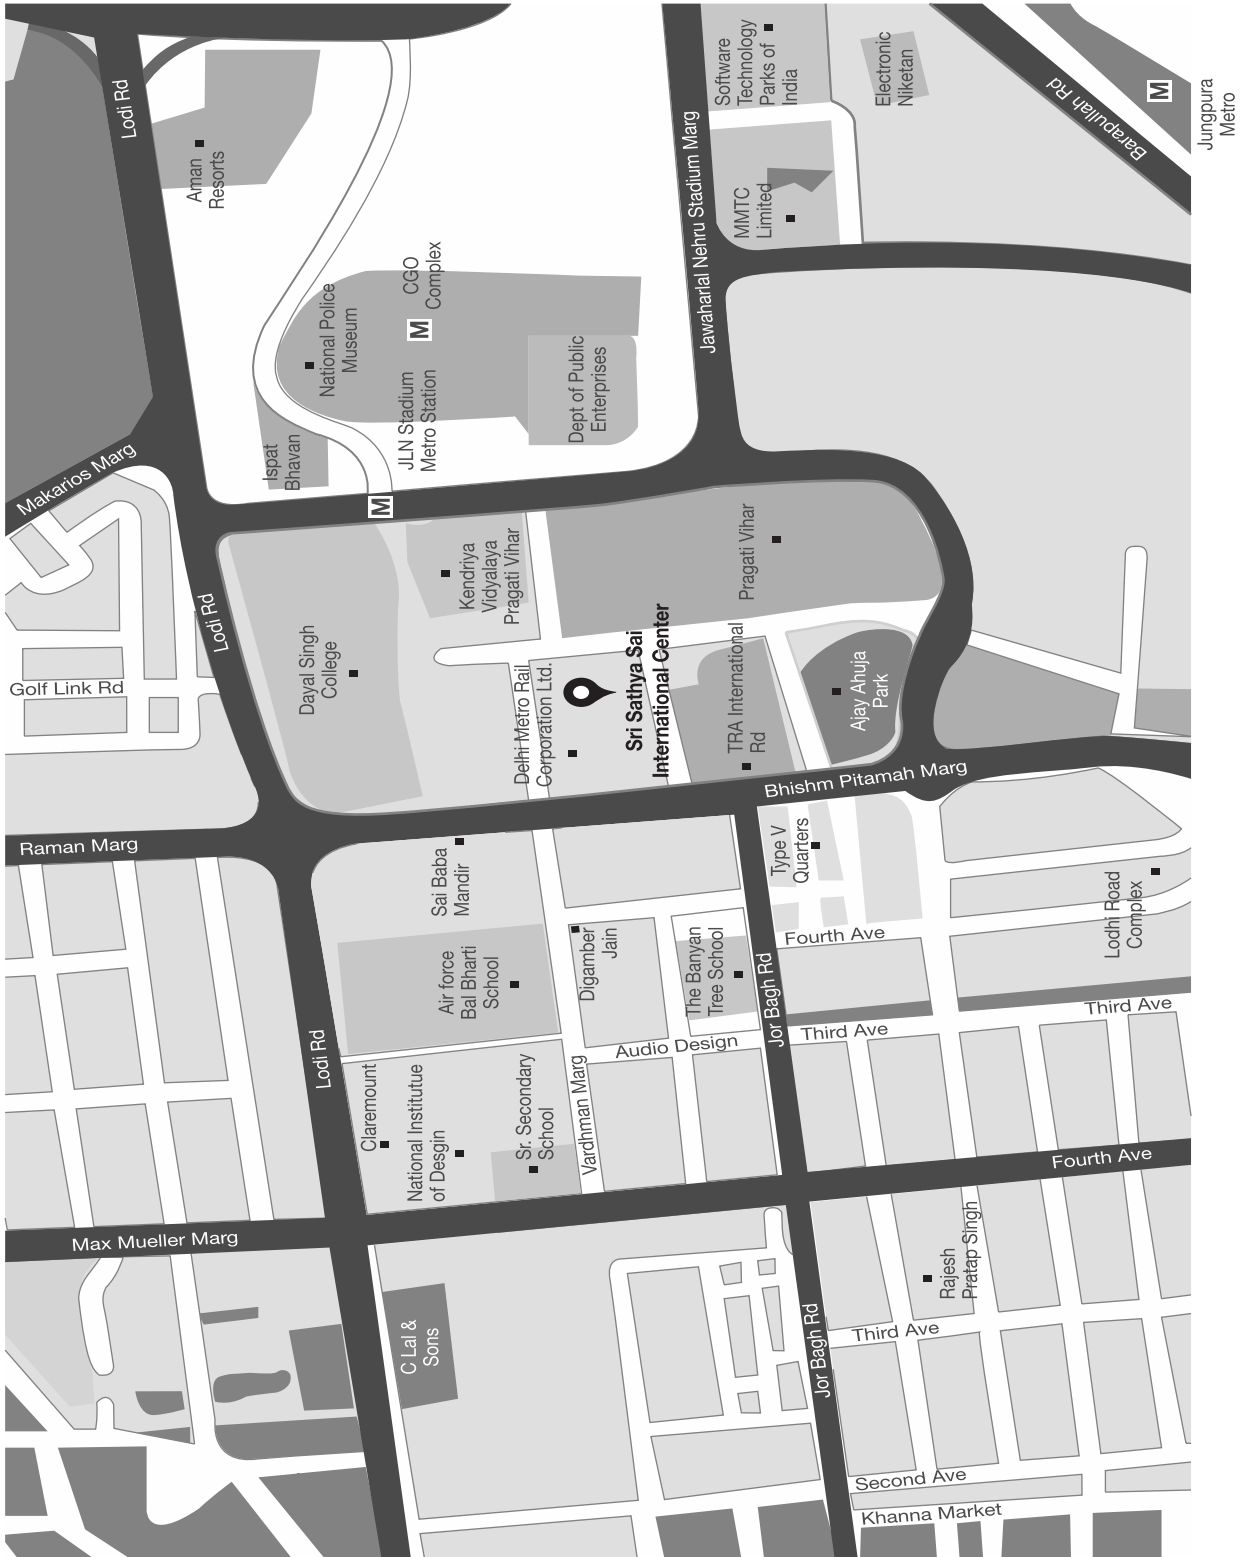 Lodi Rd
Aman
Resorts
Software
Technology
Parks of
India
Electronic
Niketan
Barapullah Rd
M
Jungpura
Metro
Jawaharlal Nehru Stadium Marg
MMTC
Limited
CGO
Complex
National Police
Museum
M
JLN Stadium
Metro Station
Dept of Public
Enterprises
Ispat
Bhavan
Makarios Marg
M
Kendriya
Vidyalaya
Pragati Vihar
Pragati Vihar
Lodi Rd
Dayal Singh
College
Golf Link Rd
Delhi Metro Rail
Corporation Ltd.
Sri Sathya Sai
International Center
TRA International
Rd
Ajay Ahuja
Park
Bhishm Pitamah Marg
Raman Marg
Sai Baba
Mandir
Type V
Quarters
Air force
Bal Bharti
School
Digamber
Jain
The Banyan
Tree School
Fourth Ave
Lodhi Road
Complex
Jor Bagh Rd
Third Ave
Third Ave
Lodi Rd
Audio Design
Claremount
National Institutue
of Desgin
Sr. Secondary
School
Vardhman Marg
Fourth Ave
Max Mueller Marg
Rajesh
Pratap Singh
C Lal &
Sons
Jor Bagh Rd
Third Ave
Second Ave
Khanna Market